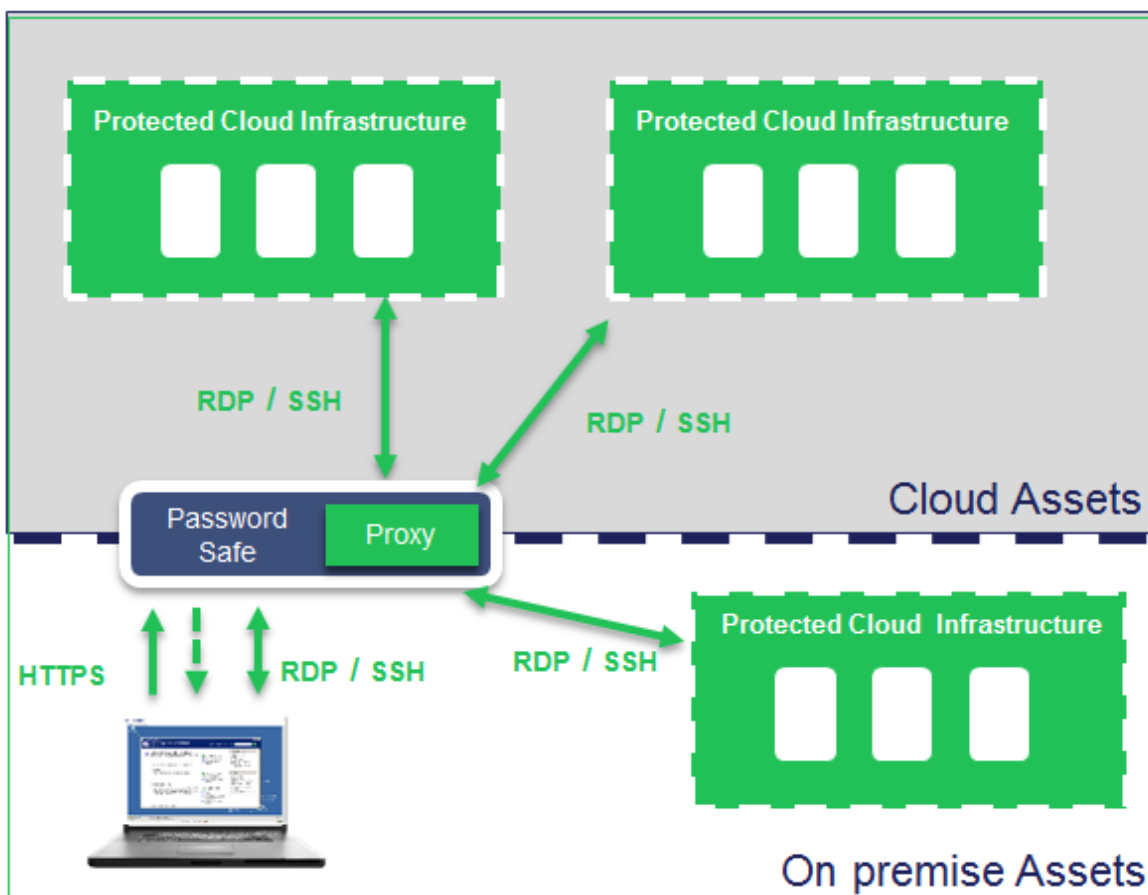 Protected Cloud Infrastructure
Protected Cloud Infrastructure
RDP / SSH
RDP / SSH
Cloud Assets
Password
Safe
Proxy
Protected Cloud Infrastructure
HTTPS
RDP / SSH
RDP / SSH
On premise Assets